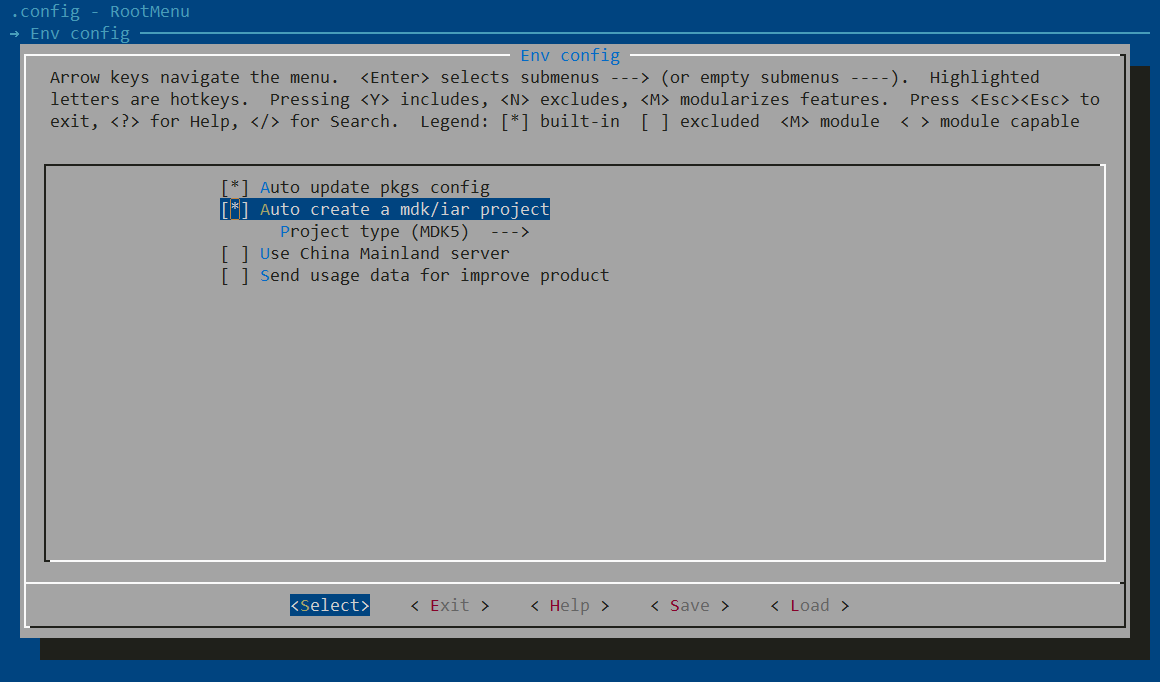 .config - RootMenu
→ Env config
Env config
Arrow keys navigate the menu.  <Enter> selects submenus ---> (or empty submenus ----).  Highlighted
letters are hotkeys.  Pressing <Y> includes, <N> excludes, <M> modularizes features.  Press <Esc><Esc> to
exit, <?> for Help, </> for Search.  Legend: [*] built-in  [ ] excluded  <M> module  < > module capable
[*] Auto update pkgs config
[*] Auto create a mdk/iar project
Project type (MDK5)  --->
[ ] Use China Mainland server
[ ] Send usage data for improve product
<Select>    < Exit >    < Help >    < Save >    < Load >